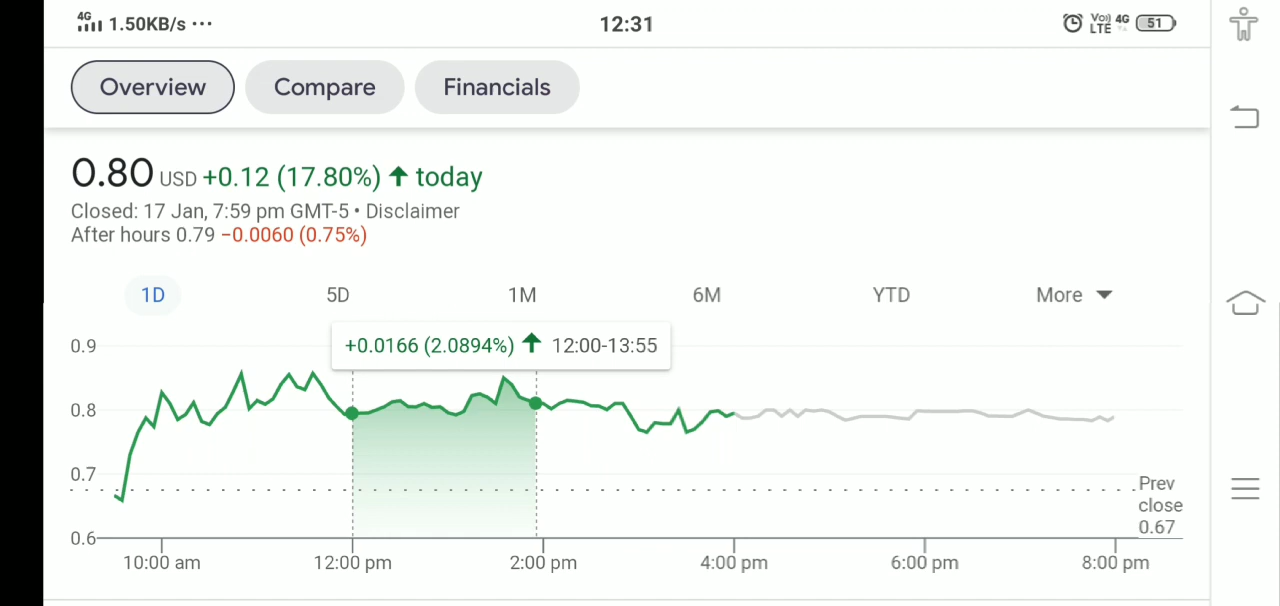 4G 1.50KB/s ··· 12:31 Vo)) LTE 4G 51
Overview Compare Financials
0.80 USD +0.12 (17.80%) ↑ today
Closed: 17 Jan, 7:59 pm GMT-5 • Disclaimer
After hours 0.79 −0.0060 (0.75%)
1D 5D 1M 6M YTD More
+0.0166 (2.0894%) ↑ 12:00-13:55
0.9
0.8
0.7
Prev
close
0.67
0.6
10:00 am 12:00 pm 2:00 pm 4:00 pm 6:00 pm 8:00 pm